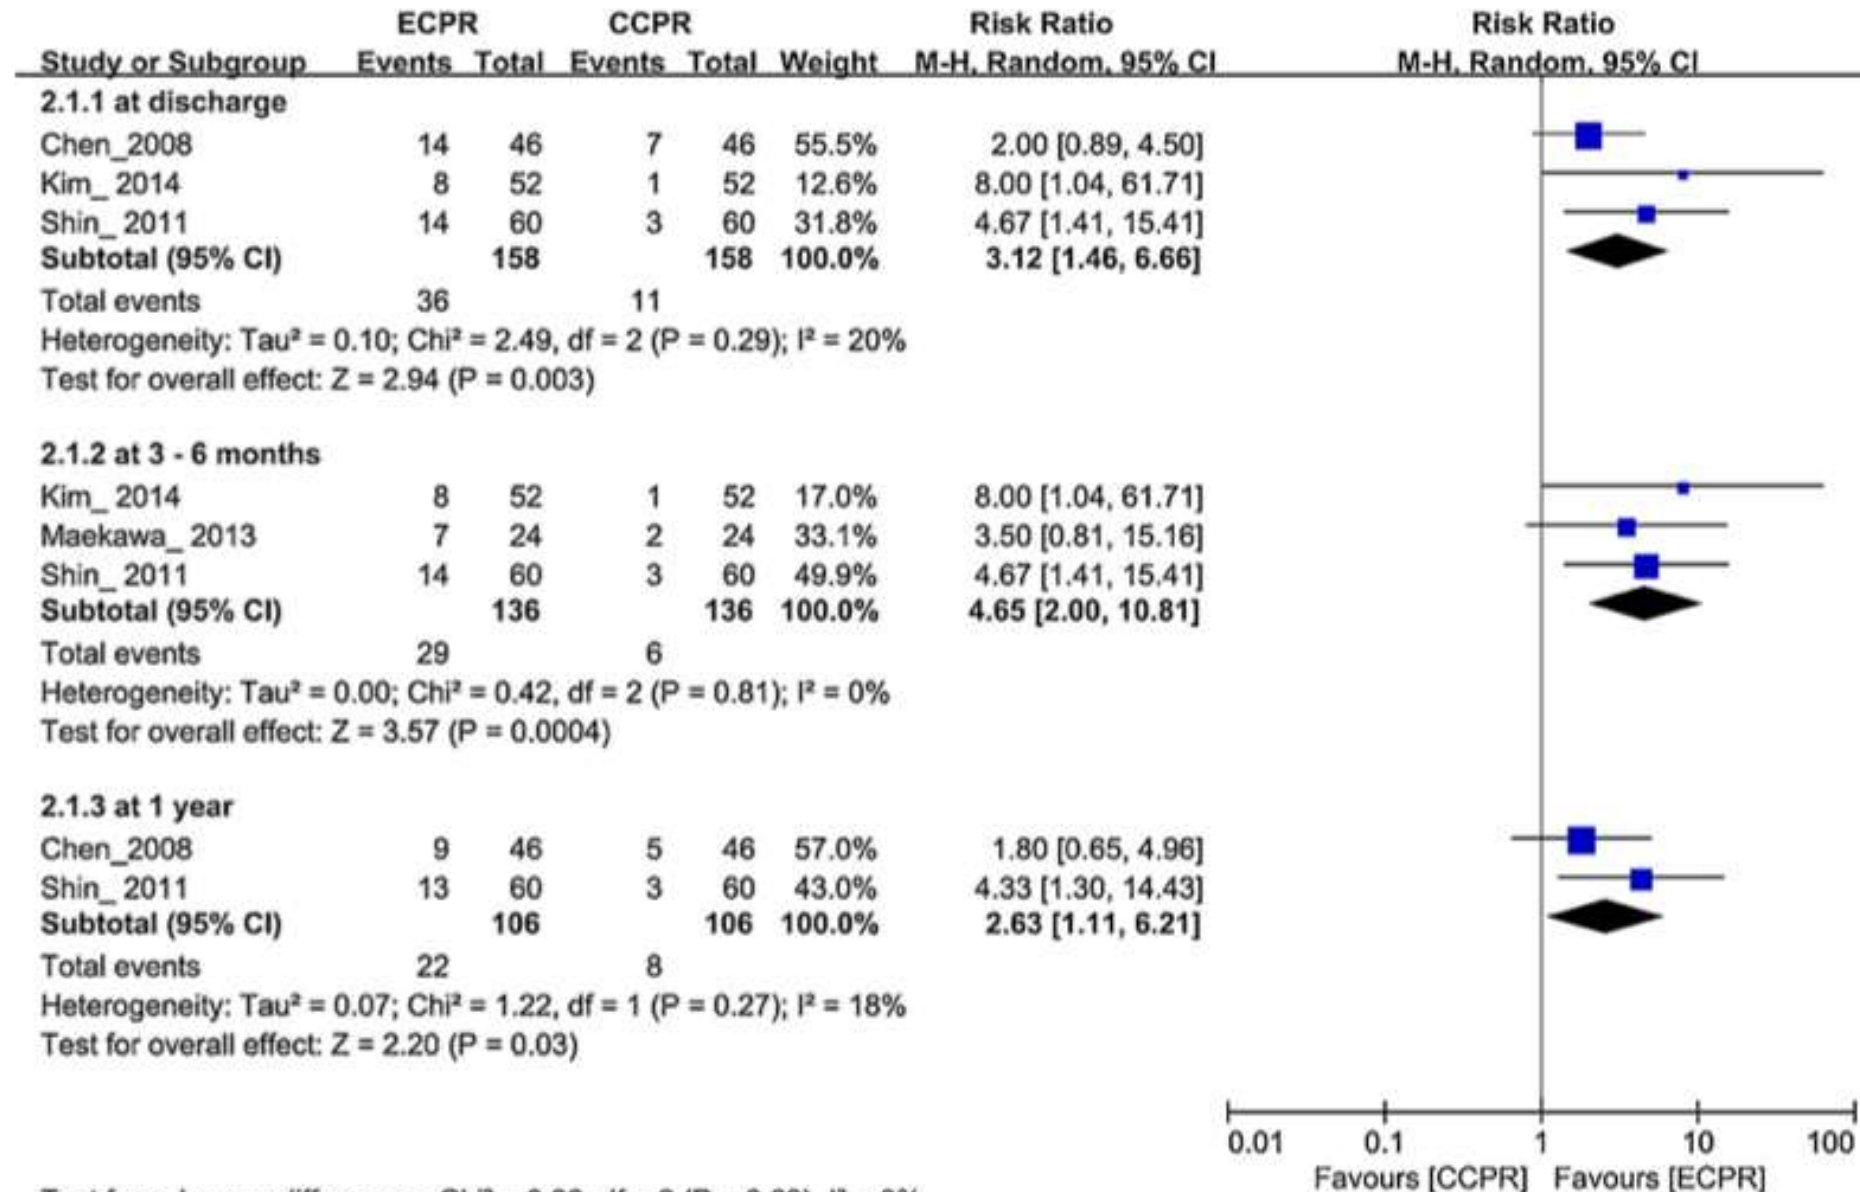 ECPR CCPR Risk Ratio Risk Ratio
Study or Subgroup Events Total Events Total Weight M-H, Random, 95% CI M-H, Random, 95% CI
2.1.1 at discharge
Chen_2008 14 46 7 46 55.5% 2.00 [0.89, 4.50]
Kim_ 2014 8 52 1 52 12.6% 8.00 [1.04, 61.71]
Shin_ 2011 14 60 3 60 31.8% 4.67 [1.41, 15.41]
Subtotal (95% CI) 158 158 100.0% 3.12 [1.46, 6.66]
Total events 36 11
Heterogeneity: Tau² = 0.10; Chi² = 2.49, df = 2 (P = 0.29); I² = 20%
Test for overall effect: Z = 2.94 (P = 0.003)
2.1.2 at 3 - 6 months
Kim_ 2014 8 52 1 52 17.0% 8.00 [1.04, 61.71]
Maekawa_ 2013 7 24 2 24 33.1% 3.50 [0.81, 15.16]
Shin_ 2011 14 60 3 60 49.9% 4.67 [1.41, 15.41]
Subtotal (95% CI) 136 136 100.0% 4.65 [2.00, 10.81]
Total events 29 6
Heterogeneity: Tau² = 0.00; Chi² = 0.42, df = 2 (P = 0.81); I² = 0%
Test for overall effect: Z = 3.57 (P = 0.0004)
2.1.3 at 1 year
Chen_2008 9 46 5 46 57.0% 1.80 [0.65, 4.96]
Shin_ 2011 13 60 3 60 43.0% 4.33 [1.30, 14.43]
Subtotal (95% CI) 106 106 100.0% 2.63 [1.11, 6.21]
Total events 22 8
Heterogeneity: Tau² = 0.07; Chi² = 1.22, df = 1 (P = 0.27); I² = 18%
Test for overall effect: Z = 2.20 (P = 0.03)
0.01 0.1 1 10 100
Favours [CCPR] Favours [ECPR]